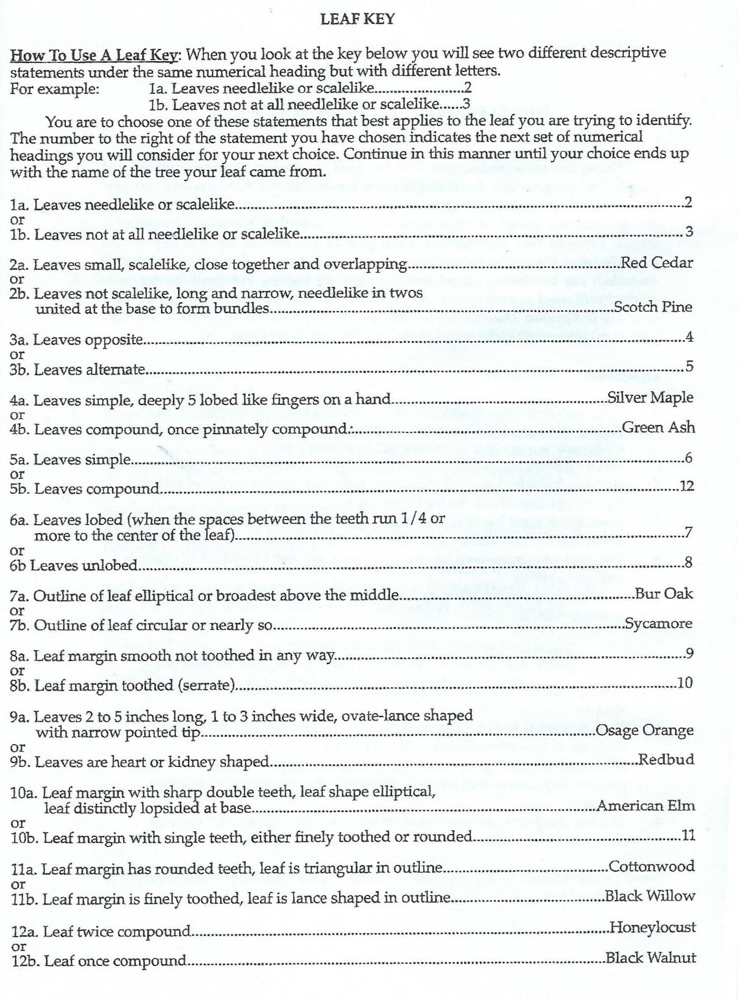 LEAF KEY
How To Use A Leaf Key: When you look at the key below you will see two different descriptive
statements under the same numerical heading but with different letters.
For example: 1a. Leaves needlelike or scalelike.......................2
1b. Leaves not at all needlelike or scalelike......3
You are to choose one of these statements that best applies to the leaf you are trying to identify.
The number to the right of the statement you have chosen indicates the next set of numerical
headings you will consider for your next choice. Continue in this manner until your choice ends up
with the name of the tree your leaf came from.
1a. Leaves needlelike or scalelike..........2
or
1b. Leaves not at all needlelike or scalelike..........3
2a. Leaves small, scalelike, close together and overlapping..........Red Cedar
or
2b. Leaves not scalelike, long and narrow, needlelike in twos
united at the base to form bundles..........Scotch Pine
3a. Leaves opposite..........4
or
3b. Leaves alternate..........5
4a. Leaves simple, deeply 5 lobed like fingers on a hand..........Silver Maple
or
4b. Leaves compound, once pinnately compound:..........Green Ash
5a. Leaves simple..........6
or
5b. Leaves compound..........12
6a. Leaves lobed (when the spaces between the teeth run 1/4 or
more to the center of the leaf)..........7
or
6b Leaves unlobed..........8
7a. Outline of leaf elliptical or broadest above the middle..........Bur Oak
or
7b. Outline of leaf circular or nearly so..........Sycamore
8a. Leaf margin smooth not toothed in any way..........9
or
8b. Leaf margin toothed (serrate)..........10
9a. Leaves 2 to 5 inches long, 1 to 3 inches wide, ovate-lance shaped
with narrow pointed tip..........Osage Orange
or
9b. Leaves are heart or kidney shaped..........Redbud
10a. Leaf margin with sharp double teeth, leaf shape elliptical,
leaf distinctly lopsided at base..........American Elm
or
10b. Leaf margin with single teeth, either finely toothed or rounded..........11
11a. Leaf margin has rounded teeth, leaf is triangular in outline..........Cottonwood
or
11b. Leaf margin is finely toothed, leaf is lance shaped in outline..........Black Willow
12a. Leaf twice compound..........Honeylocust
or
12b. Leaf once compound..........Black Walnut